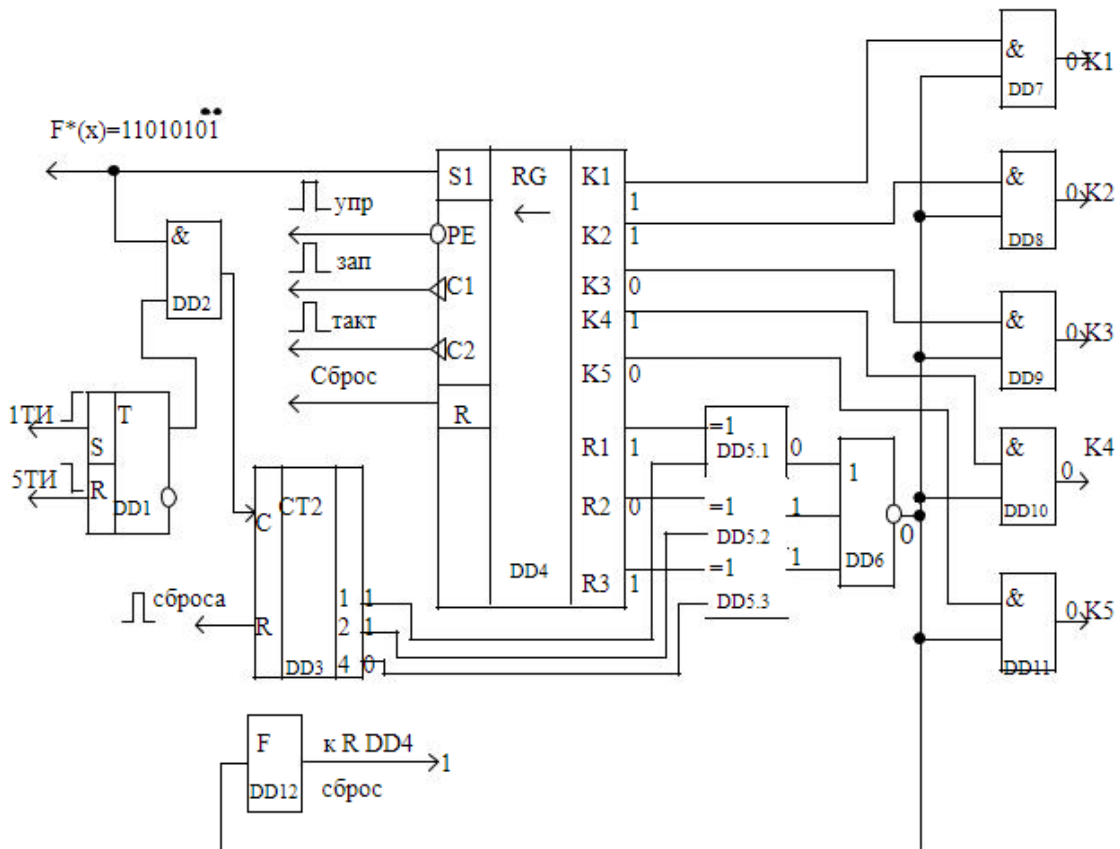 F*(x)=11010101
упр
зап
такт
Сброс
&
DD2
1ТИ
5ТИ
S
R
T
DD1
S1
PE
C1
C2
R
RG
DD4
K1
1
K2
1
K3
0
K4
1
K5
0
R1
1
R2
0
R3
1
C
R
CT2
DD3
1 1
2 1
4 0
сброса
=1
DD5.1
0
=1
DD5.2
1
=1
DD5.3
1
1
DD6
0
&
DD7
0 K1
&
DD8
0 K2
&
DD9
0 K3
&
DD10
0
K4
&
DD11
0 K5
F
DD12
к R DD4
1
сброс